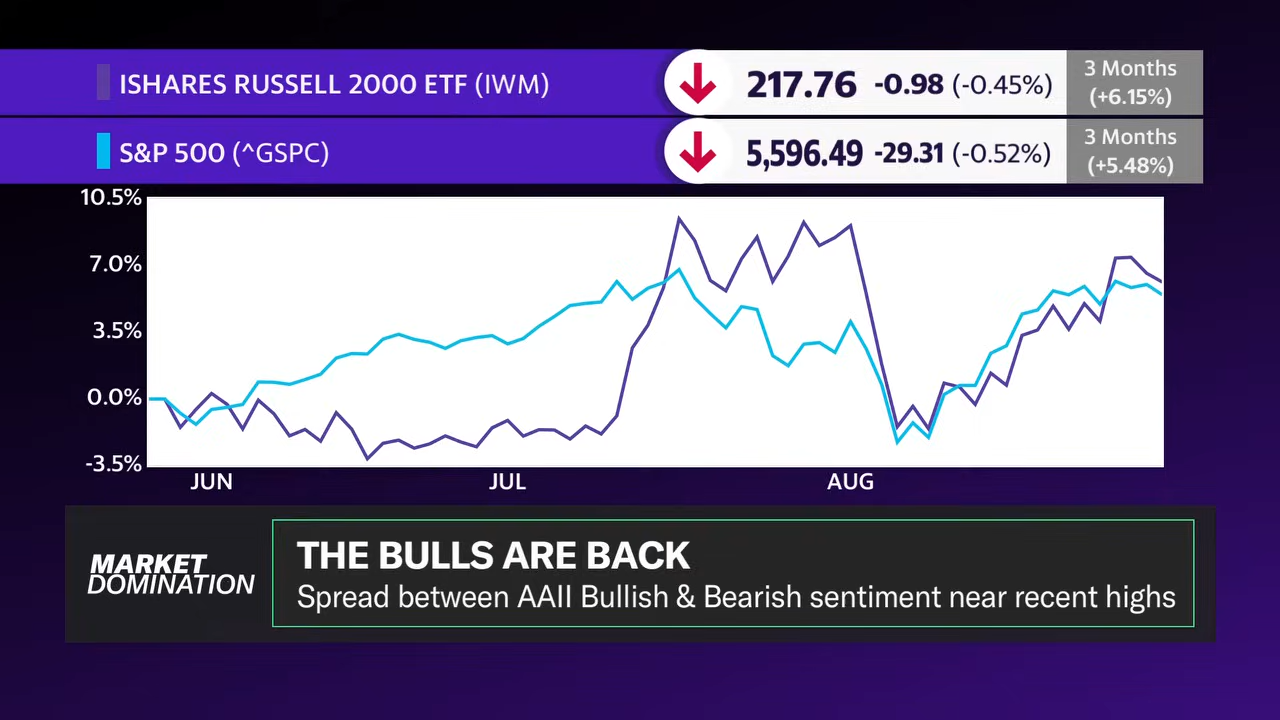 ISHARES RUSSELL 2000 ETF (IWM) 217.76 -0.98 (-0.45%) 3 Months (+6.15%)
S&P 500 (^GSPC) 5,596.49 -29.31 (-0.52%) 3 Months (+5.48%)
10.5%
7.0%
3.5%
0.0%
-3.5%
JUN JUL AUG
MARKET
DOMINATION
THE BULLS ARE BACK
Spread between AAII Bullish & Bearish sentiment near recent highs